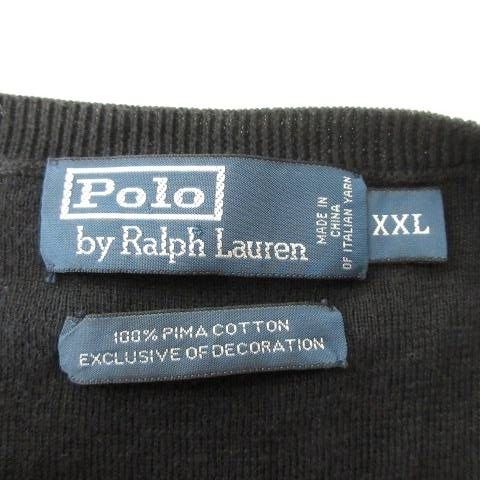 Polo
by Ralph Lauren
MADE IN
CHINA
OF ITALIAN YARN
XXL
100% PIMA COTTON
EXCLUSIVE OF DECORATION